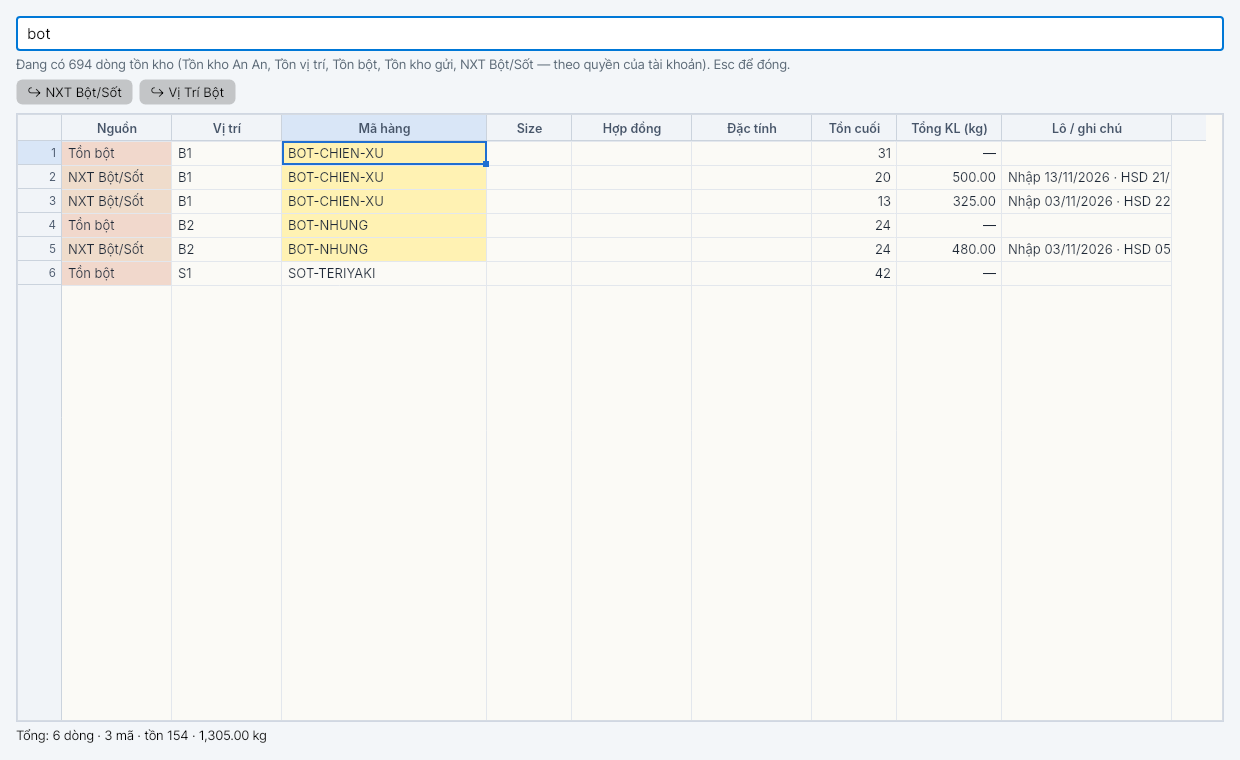 bot
Đang có 694 dòng tồn kho (Tồn kho An An, Tồn vị trí, Tồn bột, Tồn kho gửi, NXT Bột/Sốt — theo quyền của tài khoản). Esc để đóng.
↪ NXT Bột/Sốt ↪ Vị Trí Bột
Nguồn Vị trí Mã hàng Size Hợp đồng Đặc tính Tồn cuối Tổng KL (kg) Lô / ghi chú
1 Tồn bột B1 BOT-CHIEN-XU 31 —
2 NXT Bột/Sốt B1 BOT-CHIEN-XU 20 500.00 Nhập 13/11/2026 · HSD 21/
3 NXT Bột/Sốt B1 BOT-CHIEN-XU 13 325.00 Nhập 03/11/2026 · HSD 22
4 Tồn bột B2 BOT-NHUNG 24 —
5 NXT Bột/Sốt B2 BOT-NHUNG 24 480.00 Nhập 03/11/2026 · HSD 05
6 Tồn bột S1 SOT-TERIYAKI 42 —
Tổng: 6 dòng · 3 mã · tồn 154 · 1,305.00 kg